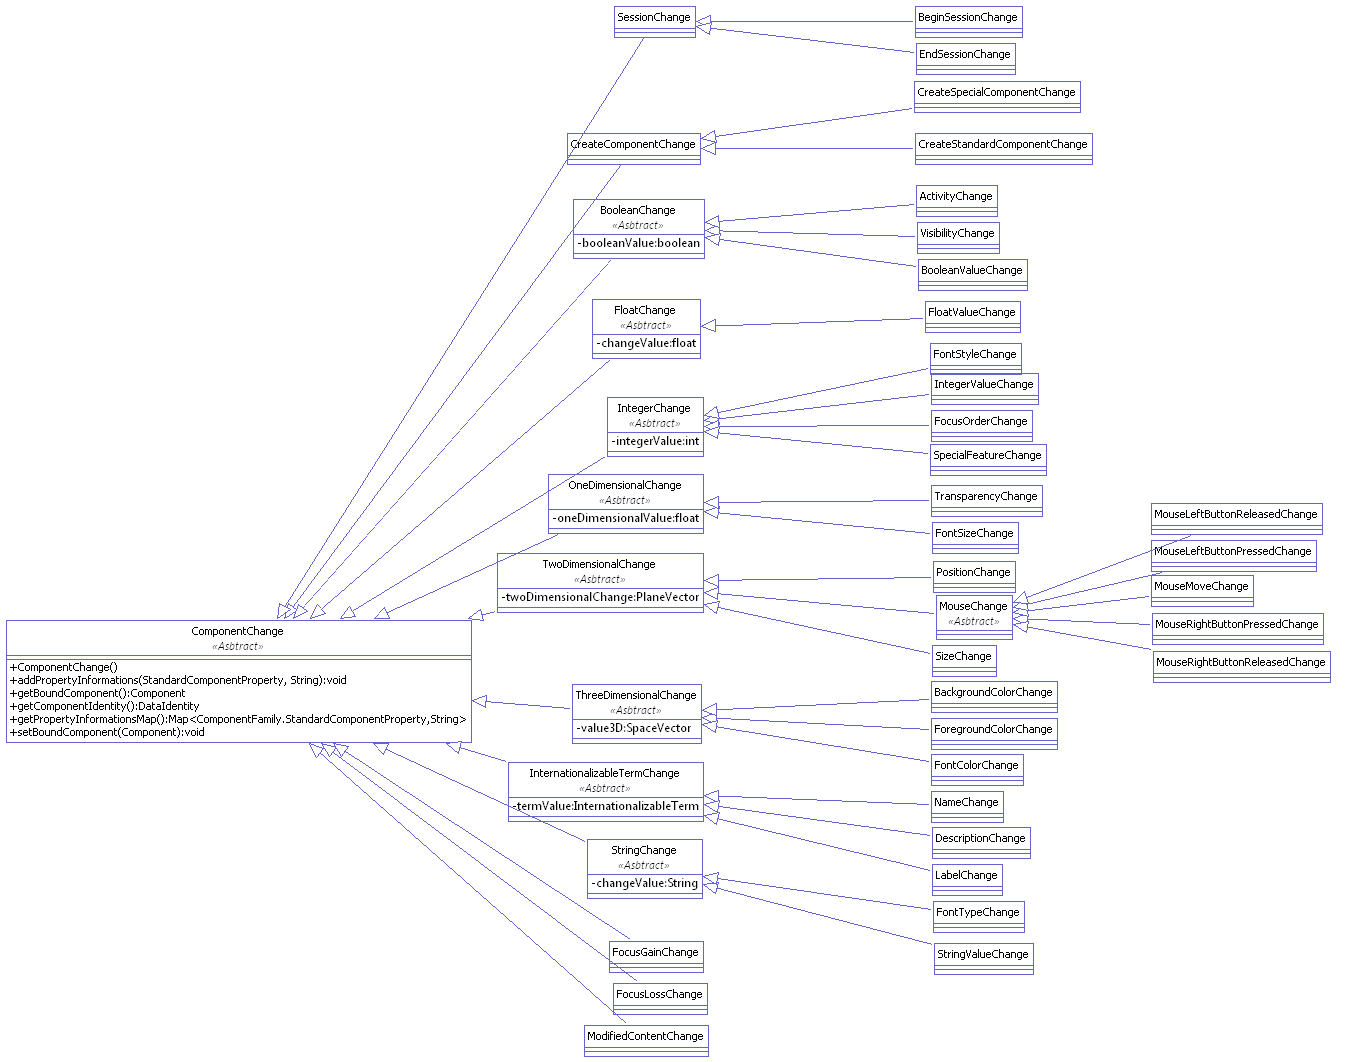 SessionChange
BeginSessionChange
EndSessionChange
CreateSpecialComponentChange
CreateComponentChange
CreateStandardComponentChange
BooleanChange
«Asbtract»
-booleanValue:boolean
ActivityChange
VisibilityChange
BooleanValueChange
FloatChange
«Asbtract»
-changeValue:float
FloatValueChange
IntegerChange
«Asbtract»
-integerValue:int
FontStyleChange
IntegerValueChange
FocusOrderChange
SpecialFeatureChange
OneDimensionalChange
«Asbtract»
-oneDimensionalValue:float
TransparencyChange
FontSizeChange
TwoDimensionalChange
«Asbtract»
-twoDimensionalChange:PlaneVector
PositionChange
MouseChange
«Asbtract»
SizeChange
MouseLeftButtonReleasedChange
MouseLeftButtonPressedChange
MouseMoveChange
MouseRightButtonPressedChange
MouseRightButtonReleasedChange
ComponentChange
«Asbtract»
+ComponentChange()
+addPropertyInformations(StandardComponentProperty, String):void
+getBoundComponent():Component
+getComponentIdentity():DataIdentity
+getPropertyInformationsMap():Map<ComponentFamily.StandardComponentProperty,String>
+setBoundComponent(Component):void
ThreeDimensionalChange
«Asbtract»
-value3D:SpaceVector
BackgroundColorChange
ForegroundColorChange
FontColorChange
InternationalizableTermChange
«Asbtract»
-termValue:InternationalizableTerm
NameChange
DescriptionChange
LabelChange
StringChange
«Asbtract»
-changeValue:String
FontTypeChange
StringValueChange
FocusGainChange
FocusLossChange
ModifiedContentChange